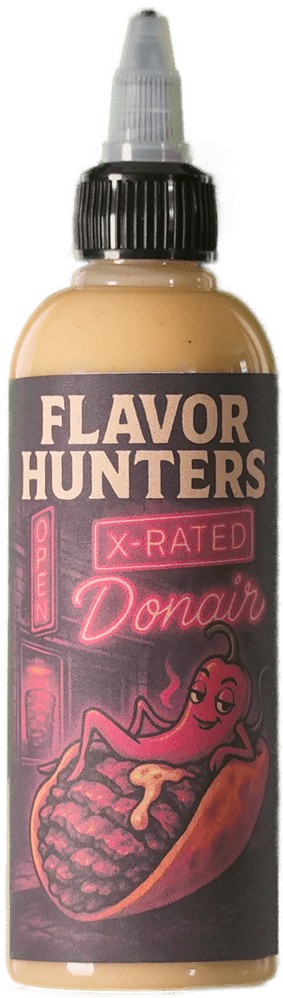 FLAVOR
HUNTERS
OPEN
X-RATED
Donair